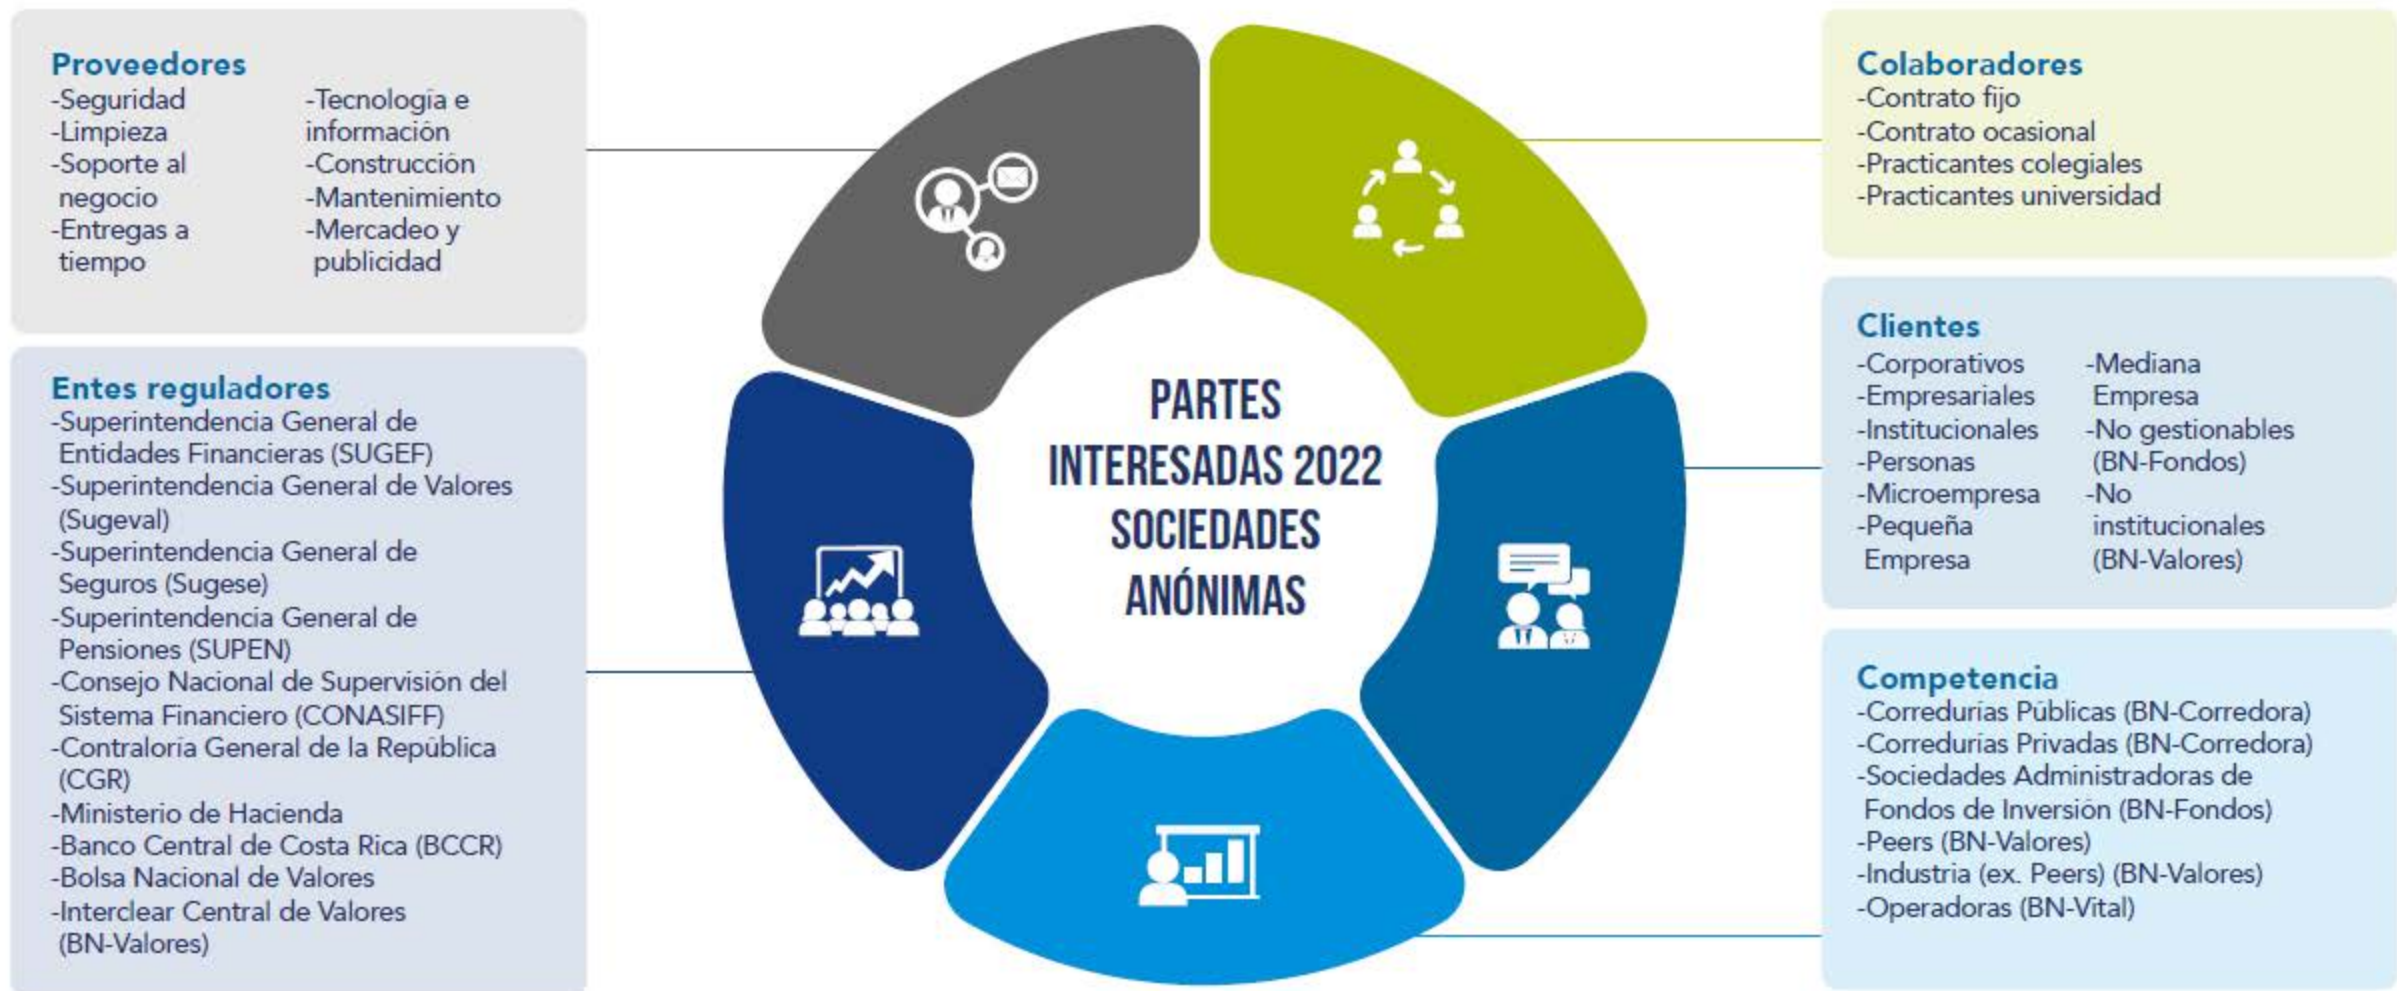 Proveedores
-Seguridad
-Limpieza
-Soporte al
negocio
-Entregas a
tiempo
-Tecnología e
información
-Construcción
-Mantenimiento
-Mercadeo y
publicidad
Entes reguladores
-Superintendencia General de
Entidades Financieras (SUGEF)
-Superintendencia General de Valores
(Sugeval)
-Superintendencia General de
Seguros (Sugese)
-Superintendencia General de
Pensiones (SUPEN)
-Consejo Nacional de Supervisión del
Sistema Financiero (CONASIFF)
-Contraloría General de la República
(CGR)
-Ministerio de Hacienda
-Banco Central de Costa Rica (BCCR)
-Bolsa Nacional de Valores
-Interclear Central de Valores
(BN-Valores)
PARTES
INTERESADAS 2022
SOCIEDADES
ANÓNIMAS
Colaboradores
-Contrato fijo
-Contrato ocasional
-Practicantes colegiales
-Practicantes universidad
Clientes
-Corporativos
-Empresariales
-Institucionales
-Personas
-Microempresa
-Pequeña
Empresa
-Mediana
Empresa
-No gestionables
(BN-Fondos)
-No
institucionales
(BN-Valores)
Competencia
-Corredurías Públicas (BN-Corredora)
-Corredurías Privadas (BN-Corredora)
-Sociedades Administradoras de
Fondos de Inversión (BN-Fondos)
-Peers (BN-Valores)
-Industria (ex. Peers) (BN-Valores)
-Operadoras (BN-Vital)